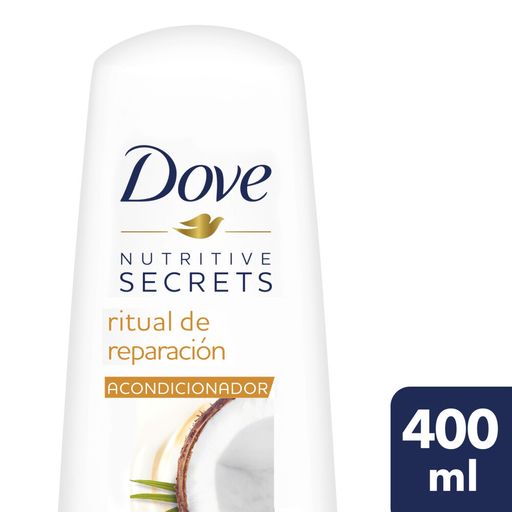 Dove
NUTRITIVE
SECRETS
ritual de
reparación
ACONDICIONADOR
400
ml